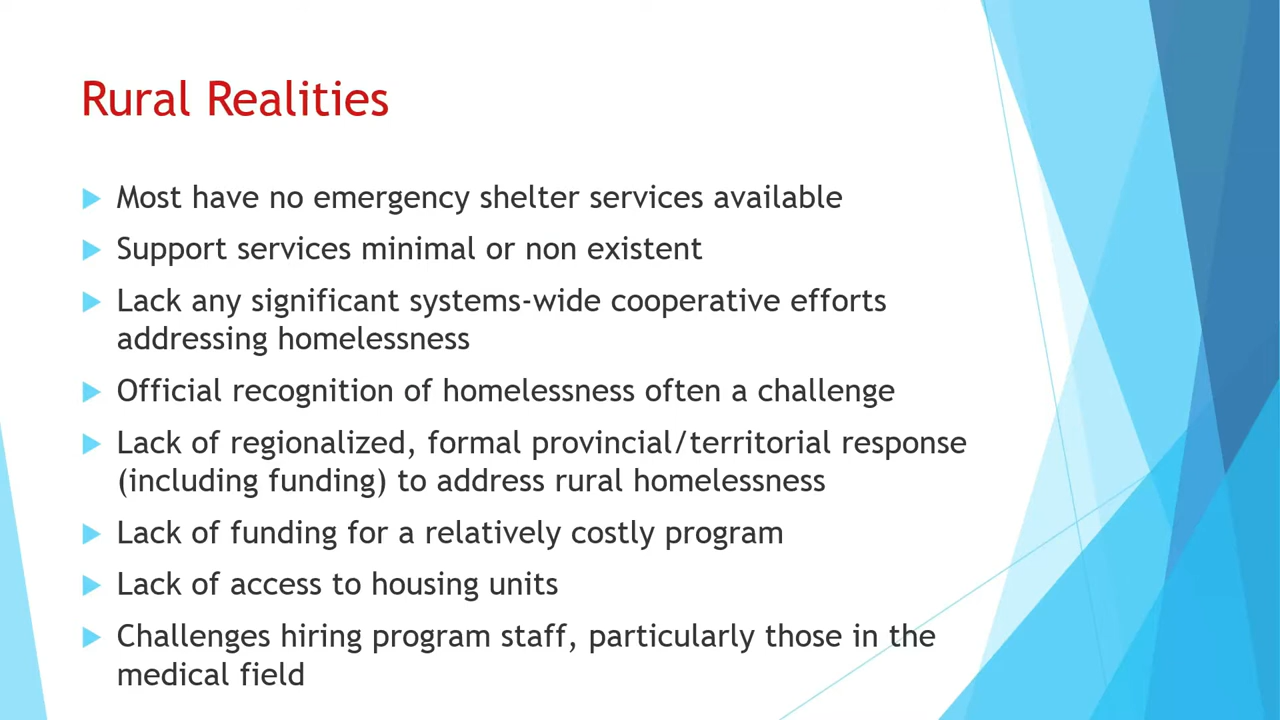 Rural Realities
Most have no emergency shelter services available
Support services minimal or non existent
Lack any significant systems-wide cooperative efforts
addressing homelessness
Official recognition of homelessness often a challenge
Lack of regionalized, formal provincial/territorial response
(including funding) to address rural homelessness
Lack of funding for a relatively costly program
Lack of access to housing units
Challenges hiring program staff, particularly those in the
medical field